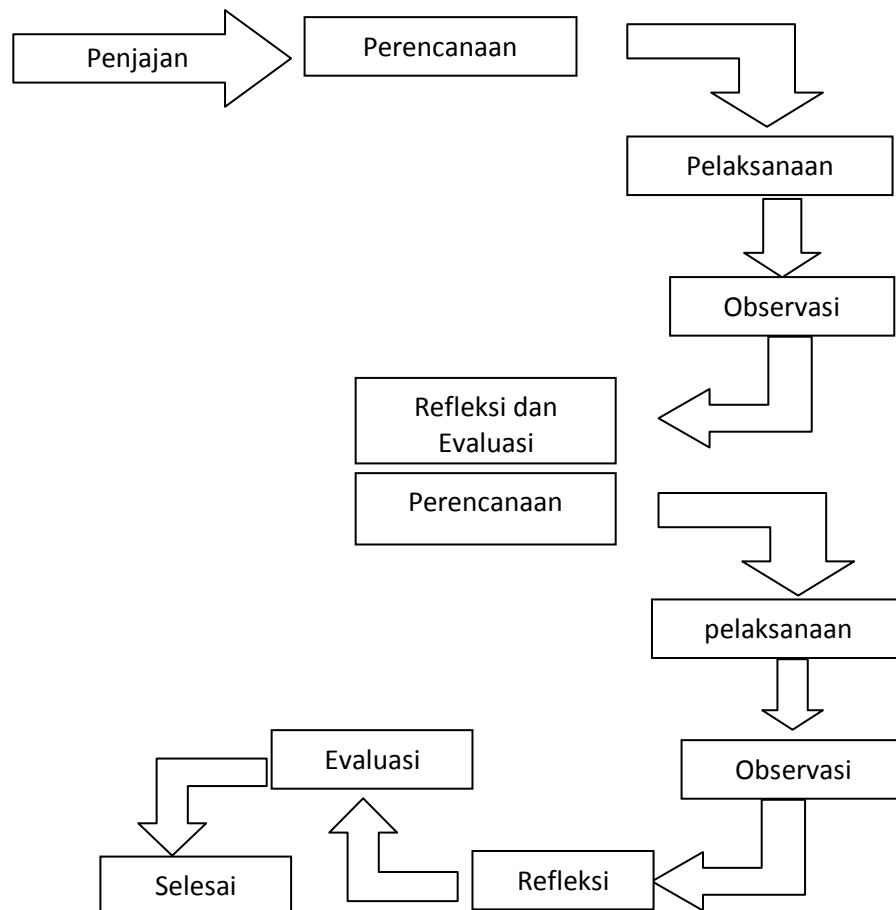 Penjajan
Perencanaan
Pelaksanaan
Observasi
Refleksi dan
Evaluasi
Perencanaan
pelaksanaan
Observasi
Evaluasi
Refleksi
Selesai